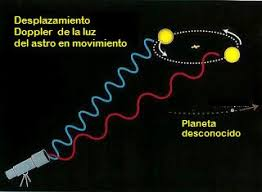 Desplazamiento
Doppler de la luz
del astro en movimiento
Planeta
desconocido